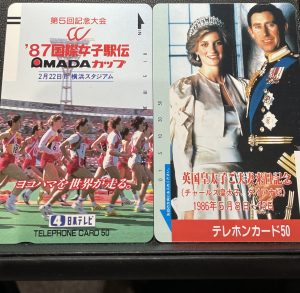 第5回記念大会
'87国際女子駅伝
AMADAカップ
2月22日 横浜スタジアム
ヨコハマを世界が走る。
4 日本テレビ
TELEPHONE CARD 50
英国皇太子ご夫妻来日記念
1986年5月8日〜13日
テレホンカード50